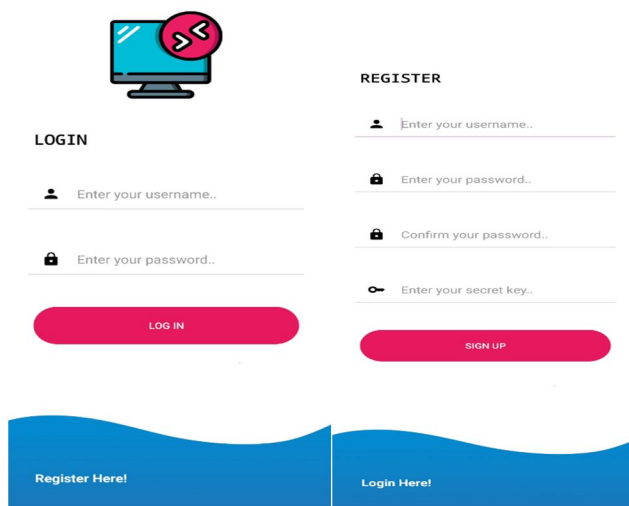 LOGIN
Enter your username..
Enter your password..
LOG IN
Register Here!
REGISTER
Enter your username..
Enter your password..
Confirm your password..
Enter your secret key..
SIGN UP
Login Here!